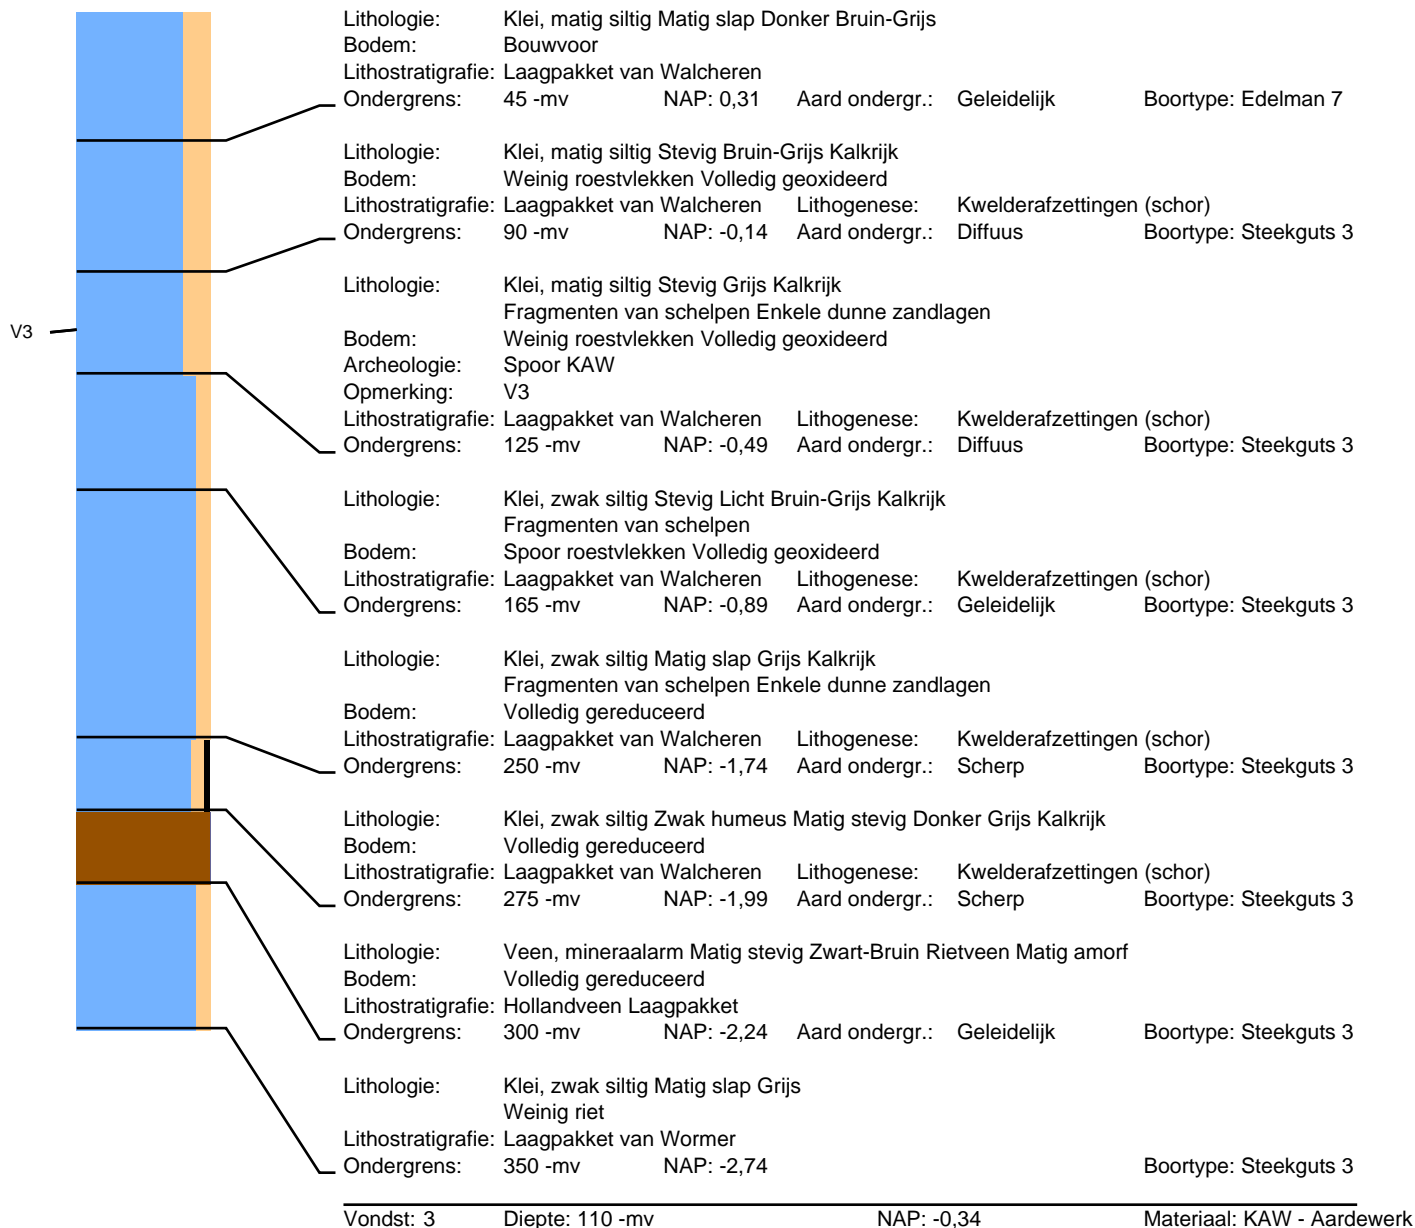 Lithologie: Klei, matig siltig Matig slap Donker Bruin-Grijs
Bodem: Bouwvoor
Lithostratigrafie: Laagpakket van Walcheren
Ondergrens: 45 -mv NAP: 0,31 Aard ondergr.: Geleidelijk Boortype: Edelman 7
Lithologie: Klei, matig siltig Stevig Bruin-Grijs Kalkrijk
Bodem: Weinig roestvlekken Volledig geoxideerd
Lithostratigrafie: Laagpakket van Walcheren Lithogenese: Kwelderafzettingen (schor)
Ondergrens: 90 -mv NAP: -0,14 Aard ondergr.: Diffuus Boortype: Steekguts 3
Lithologie: Klei, matig siltig Stevig Grijs Kalkrijk
Fragmenten van schelpen Enkele dunne zandlagen
V3
Bodem: Weinig roestvlekken Volledig geoxideerd
Archeologie: Spoor KAW
Opmerking: V3
Lithostratigrafie: Laagpakket van Walcheren Lithogenese: Kwelderafzettingen (schor)
Ondergrens: 125 -mv NAP: -0,49 Aard ondergr.: Diffuus Boortype: Steekguts 3
Lithologie: Klei, zwak siltig Stevig Licht Bruin-Grijs Kalkrijk
Fragmenten van schelpen
Bodem: Spoor roestvlekken Volledig geoxideerd
Lithostratigrafie: Laagpakket van Walcheren Lithogenese: Kwelderafzettingen (schor)
Ondergrens: 165 -mv NAP: -0,89 Aard ondergr.: Geleidelijk Boortype: Steekguts 3
Lithologie: Klei, zwak siltig Matig slap Grijs Kalkrijk
Fragmenten van schelpen Enkele dunne zandlagen
Bodem: Volledig gereduceerd
Lithostratigrafie: Laagpakket van Walcheren Lithogenese: Kwelderafzettingen (schor)
Ondergrens: 250 -mv NAP: -1,74 Aard ondergr.: Scherp Boortype: Steekguts 3
Lithologie: Klei, zwak siltig Zwak humeus Matig stevig Donker Grijs Kalkrijk
Bodem: Volledig gereduceerd
Lithostratigrafie: Laagpakket van Walcheren Lithogenese: Kwelderafzettingen (schor)
Ondergrens: 275 -mv NAP: -1,99 Aard ondergr.: Scherp Boortype: Steekguts 3
Lithologie: Veen, mineraalarm Matig stevig Zwart-Bruin Rietveen Matig amorf
Bodem: Volledig gereduceerd
Lithostratigrafie: Hollandveen Laagpakket
Ondergrens: 300 -mv NAP: -2,24 Aard ondergr.: Geleidelijk Boortype: Steekguts 3
Lithologie: Klei, zwak siltig Matig slap Grijs
Weinig riet
Lithostratigrafie: Laagpakket van Wormer
Ondergrens: 350 -mv NAP: -2,74 Boortype: Steekguts 3
Vondst: 3 Diepte: 110 -mv NAP: -0,34 Materiaal: KAW - Aardewerk